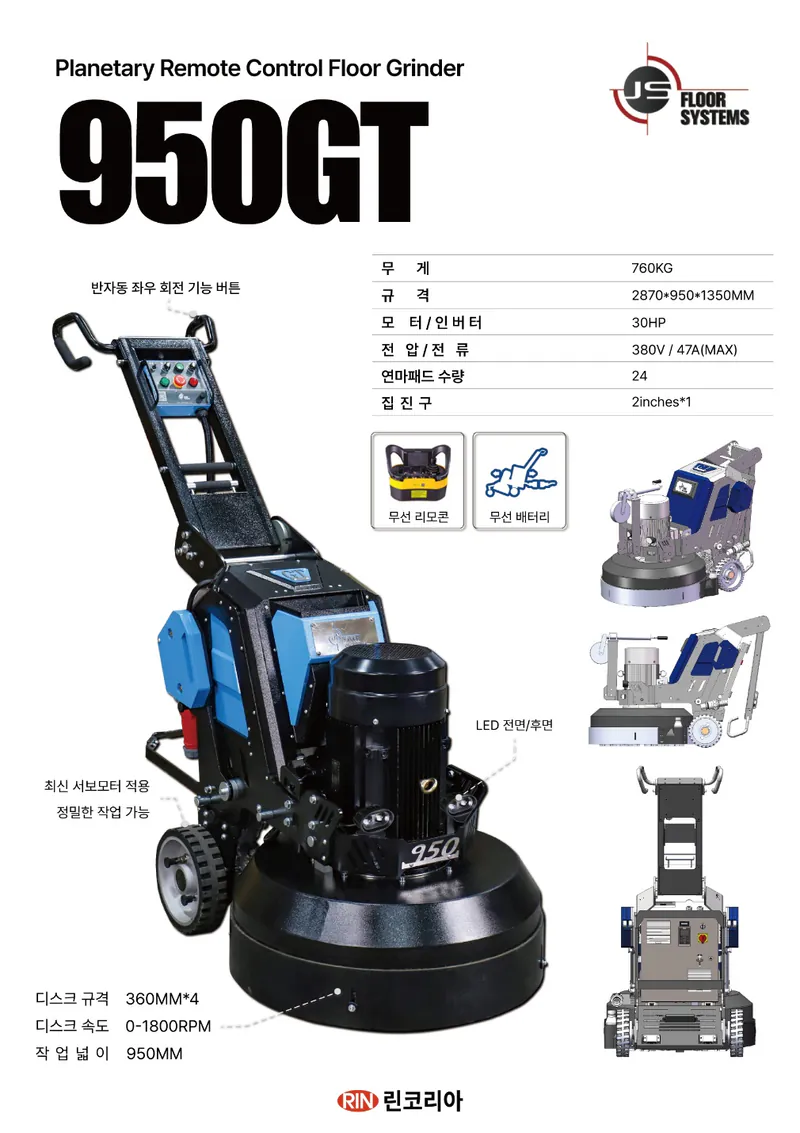 Planetary Remote Control Floor Grinder
950GT
JS FLOOR
SYSTEMS
무 게 760KG
규 격 2870*950*1350MM
모 터 / 인 버 터 30HP
전 압 / 전 류 380V / 47A(MAX)
연마패드 수량 24
집 진 구 2inches*1
반자동 좌우 회전 기능 버튼
무선 리모콘
무선 배터리
LED 전면/후면
최신 서보모터 적용
정밀한 작업 가능
950
디스크 규격 360MM*4
디스크 속도 0-1800RPM
작 업 넓 이 950MM
RIN 린코리아